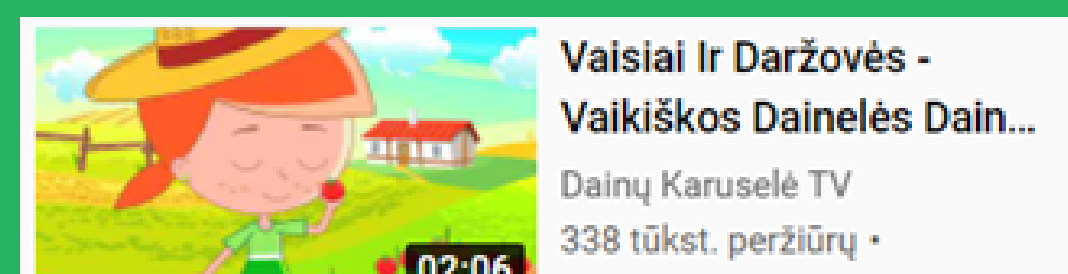 Vaisiai Ir Daržovės -
Vaikiškos Dainelės Dain...
Dainų Karuselė TV
338 tūkst. peržiūrų •
02:06